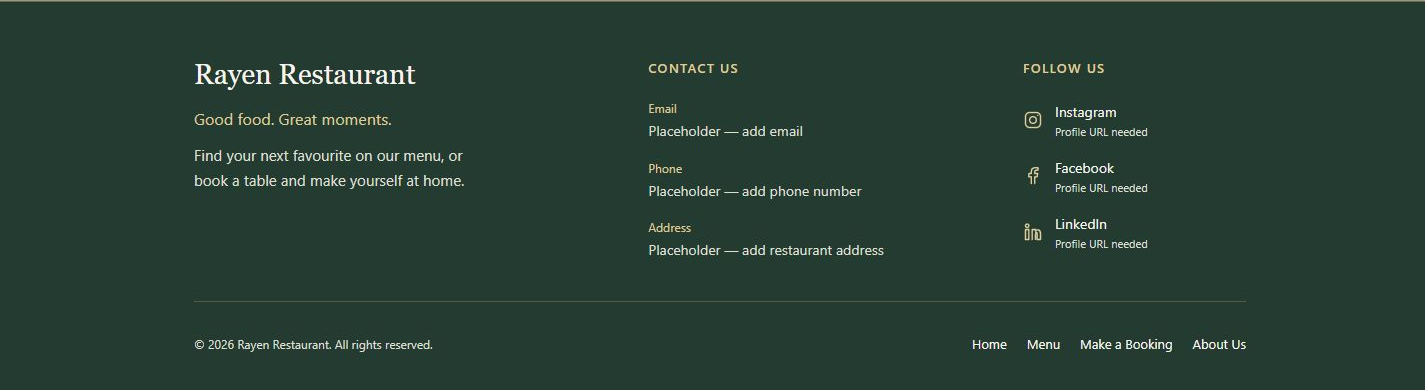 Rayen Restaurant
Good food. Great moments.
Find your next favourite on our menu, or
book a table and make yourself at home.
CONTACT US
Email
Placeholder — add email
Phone
Placeholder — add phone number
Address
Placeholder — add restaurant address
FOLLOW US
Instagram
Profile URL needed
Facebook
Profile URL needed
LinkedIn
Profile URL needed
© 2026 Rayen Restaurant. All rights reserved.
Home Menu Make a Booking About Us